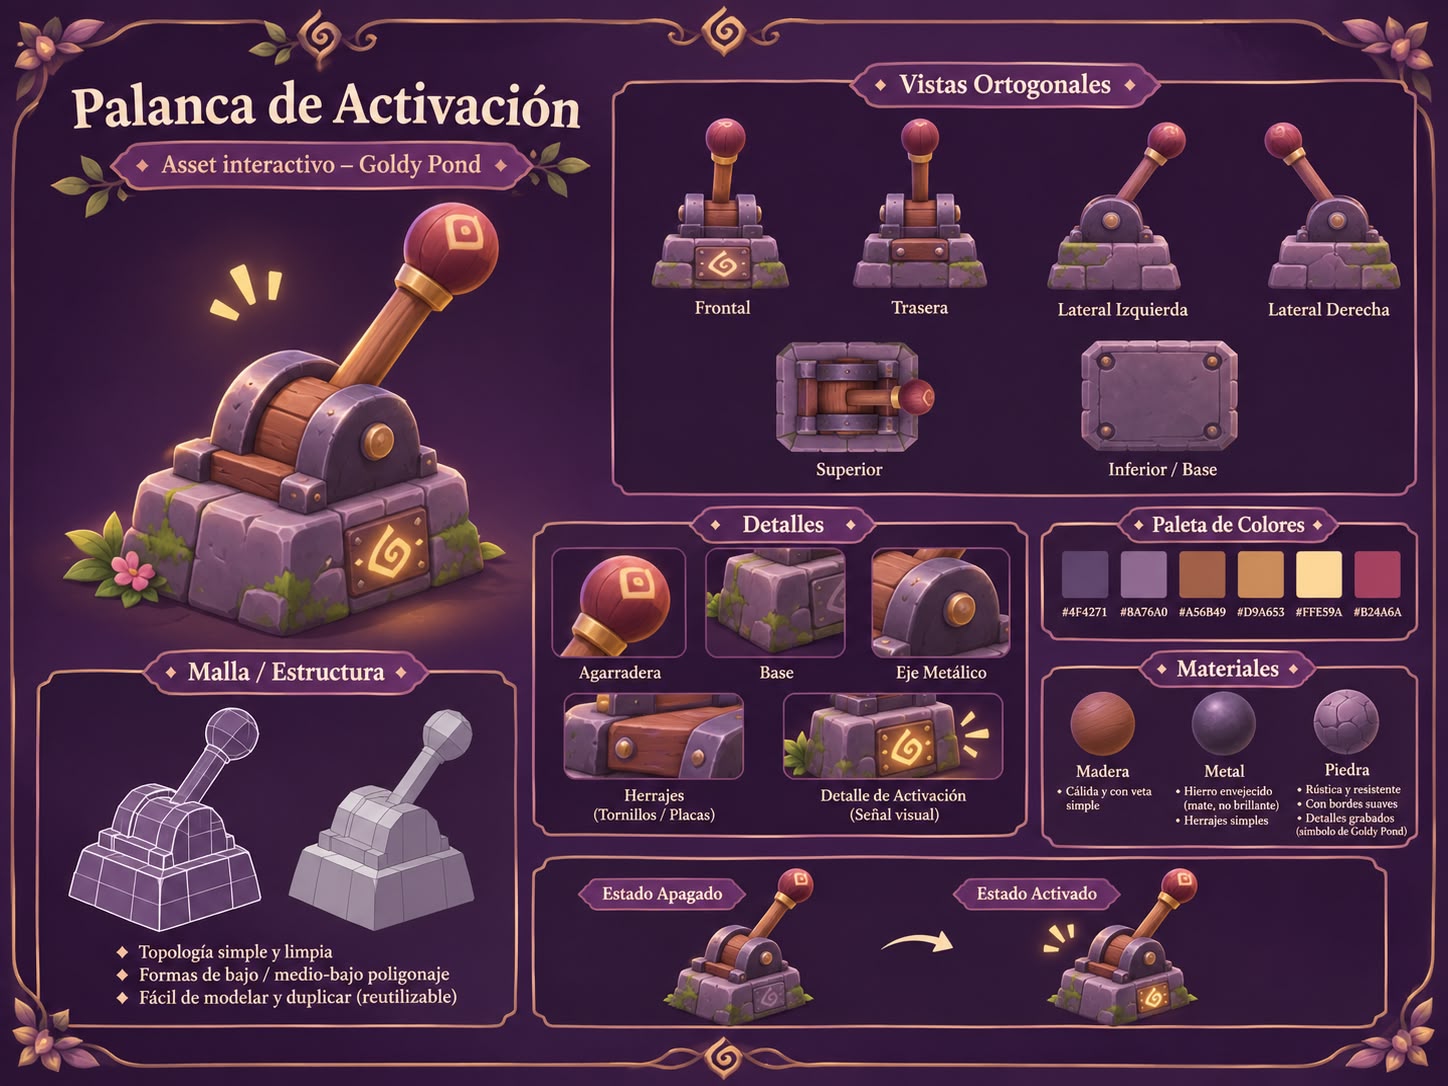 Palanca de Activación
Asset interactivo – Goldy Pond
Vistas Ortogonales
Frontal
Trasera
Lateral Izquierda
Lateral Derecha
Superior
Inferior / Base
Malla / Estructura
Topología simple y limpia
Formas de bajo / medio-bajo poligonaje
Fácil de modelar y duplicar (reutilizable)
Detalles
Agarradera
Base
Eje Metálico
Herrajes
(Tornillos / Placas)
Detalle de Activación
(Señal visual)
Paleta de Colores
#4F4271
#8A76A0
#A56B49
#D9A653
#FFE59A
#B24A6A
Materiales
Madera
• Cálida y con veta
simple
Metal
• Hierro envejecido
(mate, no brillante)
• Herrajes simples
Piedra
• Rústica y resistente
• Con bordes suaves
• Detalles grabados
(símbolo de Goldy Pond)
Estado Apagado
Estado Activado